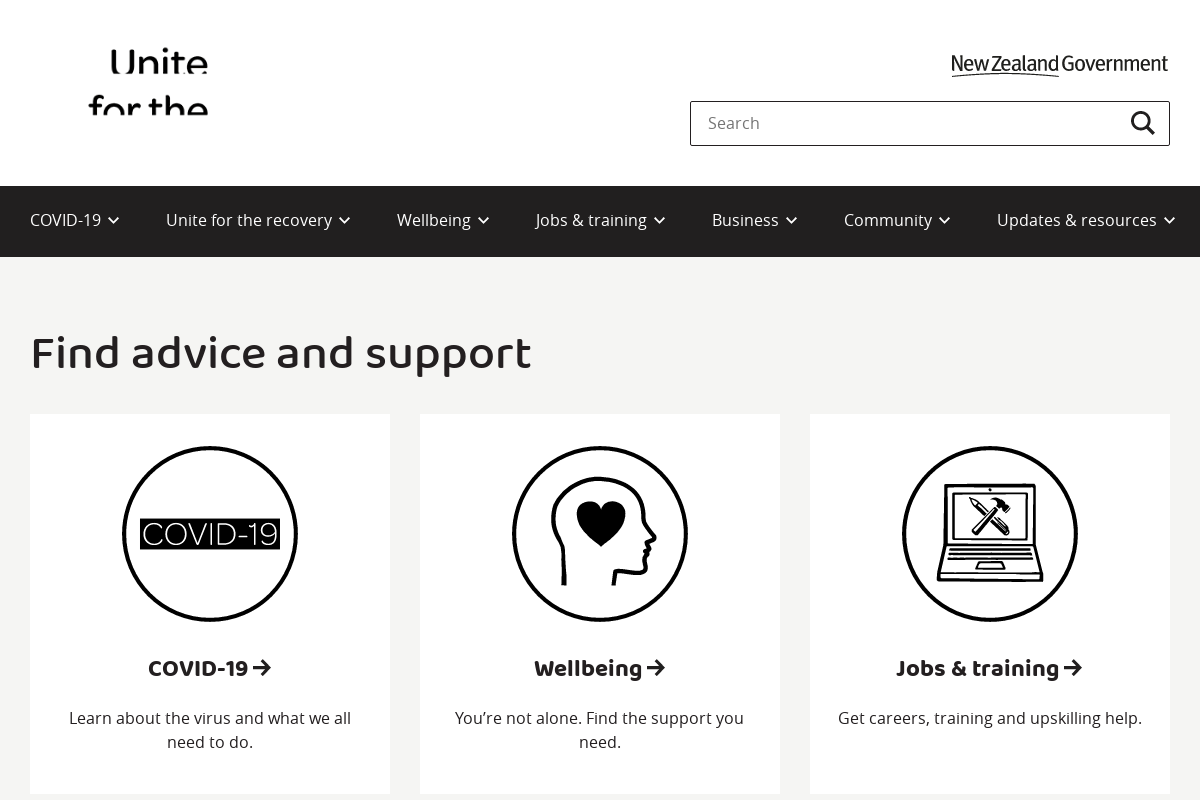 Unite
for the
New Zealand Government
Search
COVID-19 Unite for the recovery Wellbeing Jobs & training Business Community Updates & resources
Find advice and support
COVID-19
COVID-19
Wellbeing
Jobs & training
Learn about the virus and what we all
need to do.
You’re not alone. Find the support you
need.
Get careers, training and upskilling help.